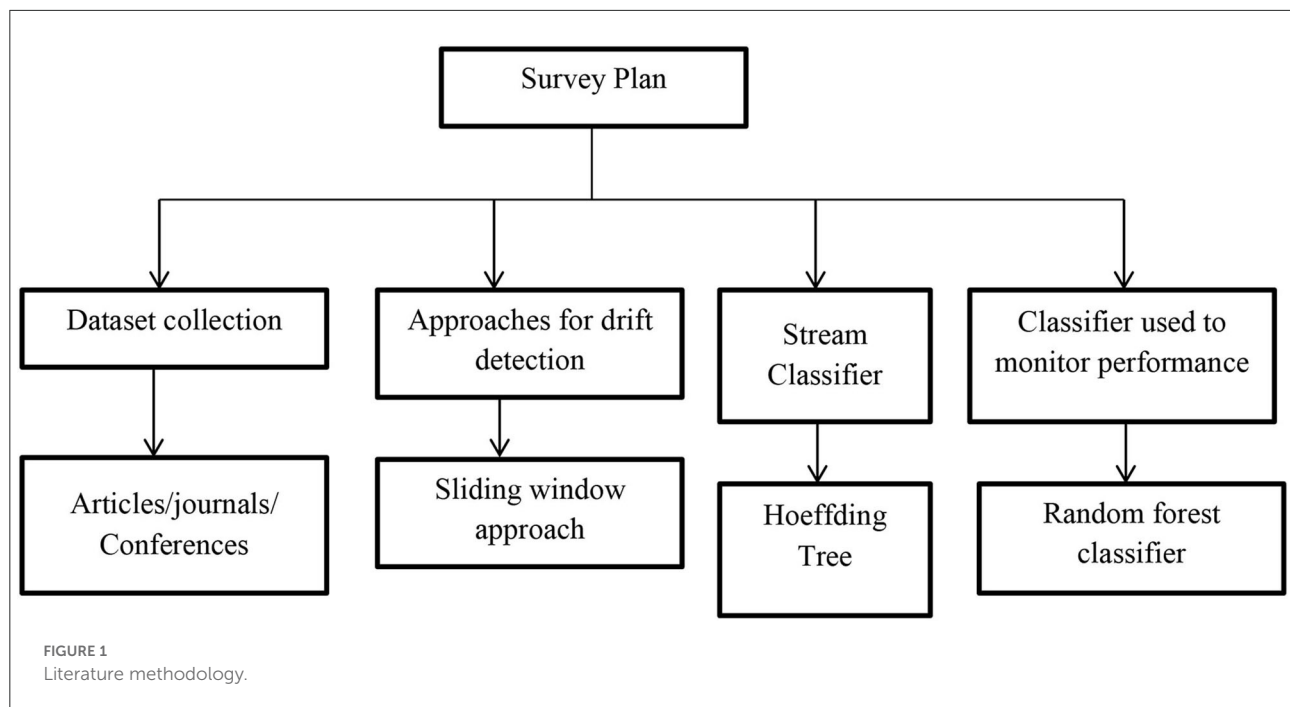 Survey Plan
Dataset collection
Approaches for drift
detection
Stream
Classifier
Classifier used to
monitor performance
Articles/journals/
Conferences
Sliding window
approach
Hoeffding
Tree
Random forest
classifier
FIGURE 1
Literature methodology.